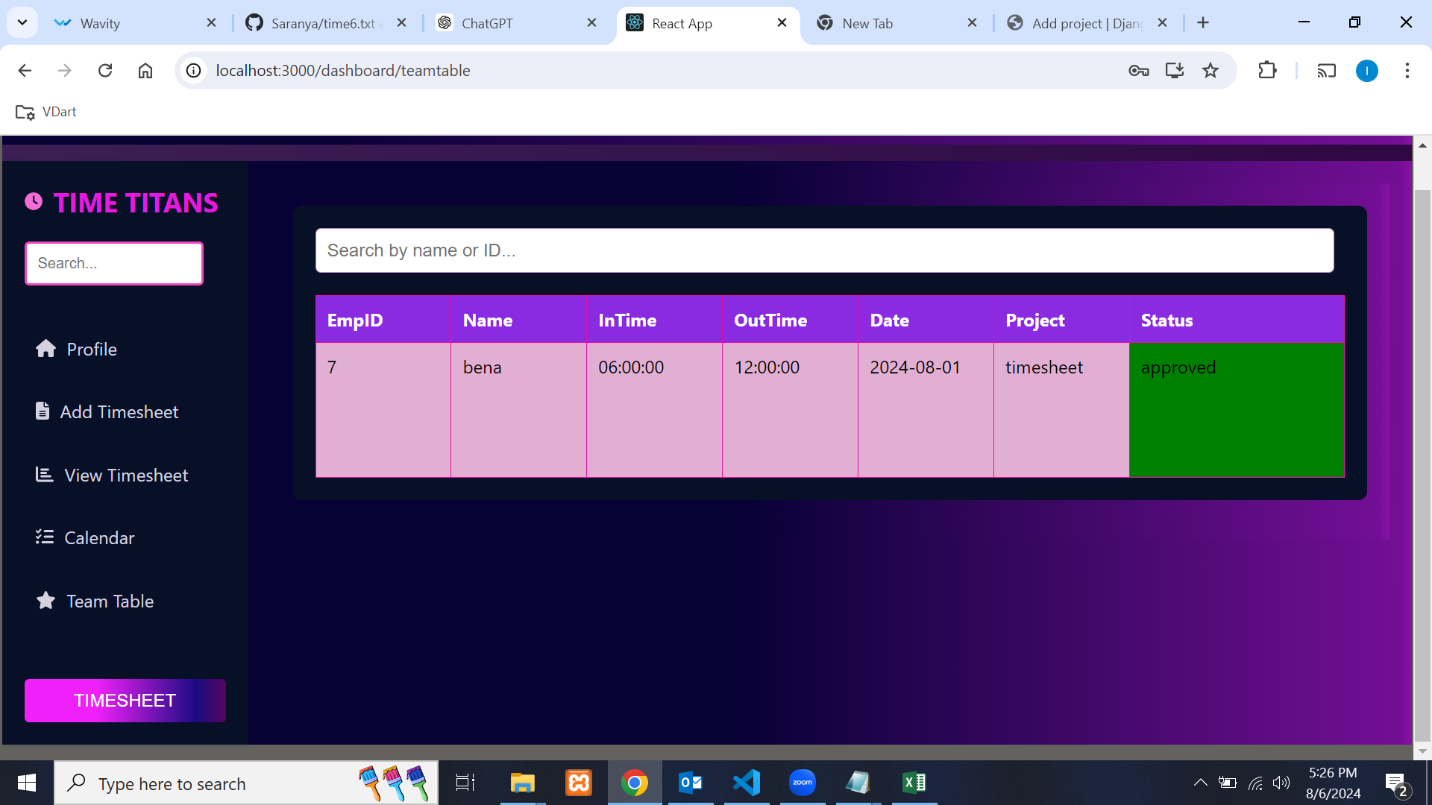 Wavity
Saranya/time6.txt
ChatGPT
React App
New Tab
Add project | Djang
localhost:3000/dashboard/teamtable
I
VDart
TIME TITANS
Search...
Profile
Add Timesheet
View Timesheet
Calendar
Team Table
TIMESHEET
Search by name or ID...
EmpID Name InTime OutTime Date Project Status
7 bena 06:00:00 12:00:00 2024-08-01 timesheet approved
Type here to search
zoom
5:26 PM
8/6/2024
2